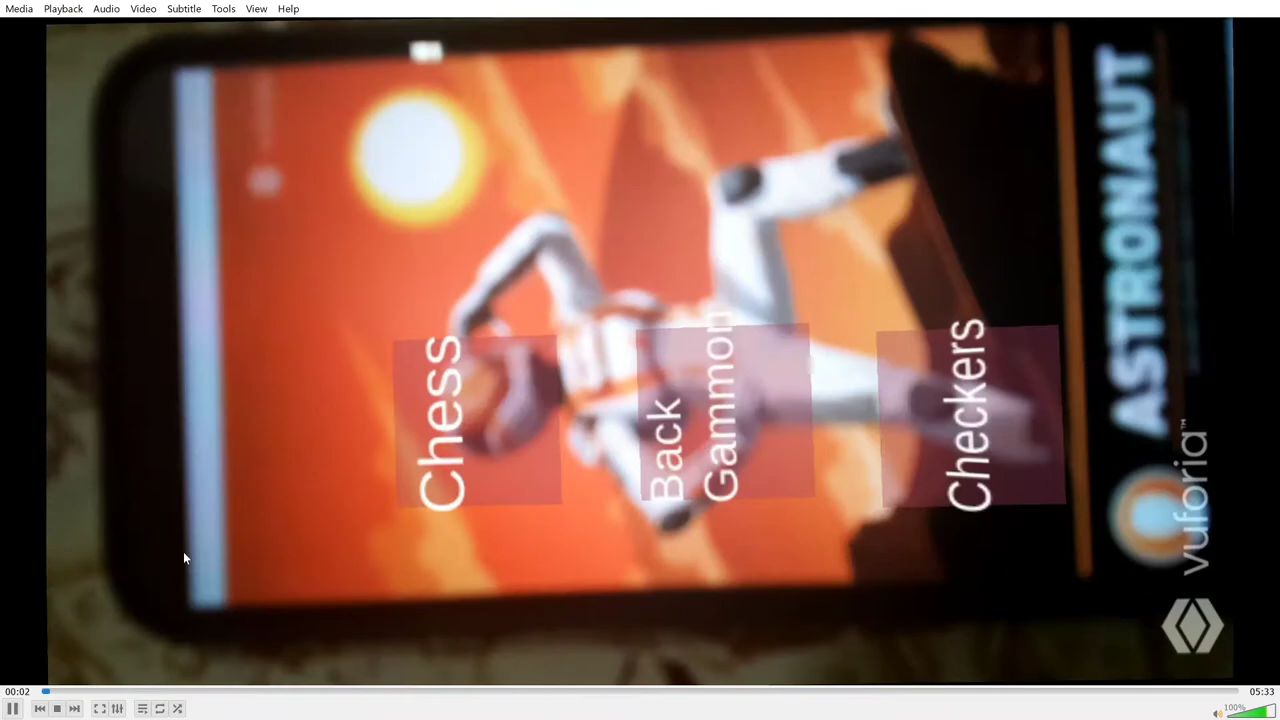 Media Playback Audio Video Subtitle Tools View Help
Chess
Back
Gammon
Checkers
ASTRONAUT
vuforia™
00:02
05:33
100%